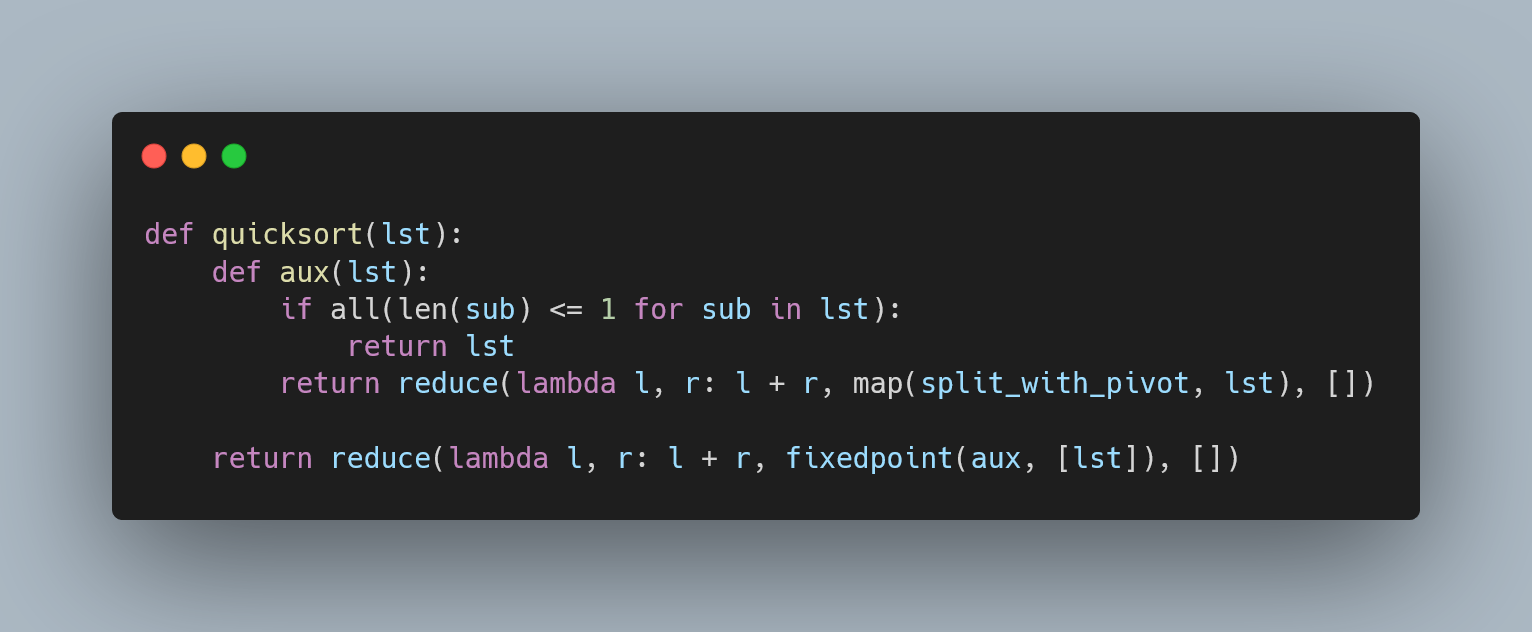 def quicksort(lst):
    def aux(lst):
        if all(len(sub) <= 1 for sub in lst):
            return lst
        return reduce(lambda l, r: l + r, map(split_with_pivot, lst), [])

    return reduce(lambda l, r: l + r, fixedpoint(aux, [lst]), [])